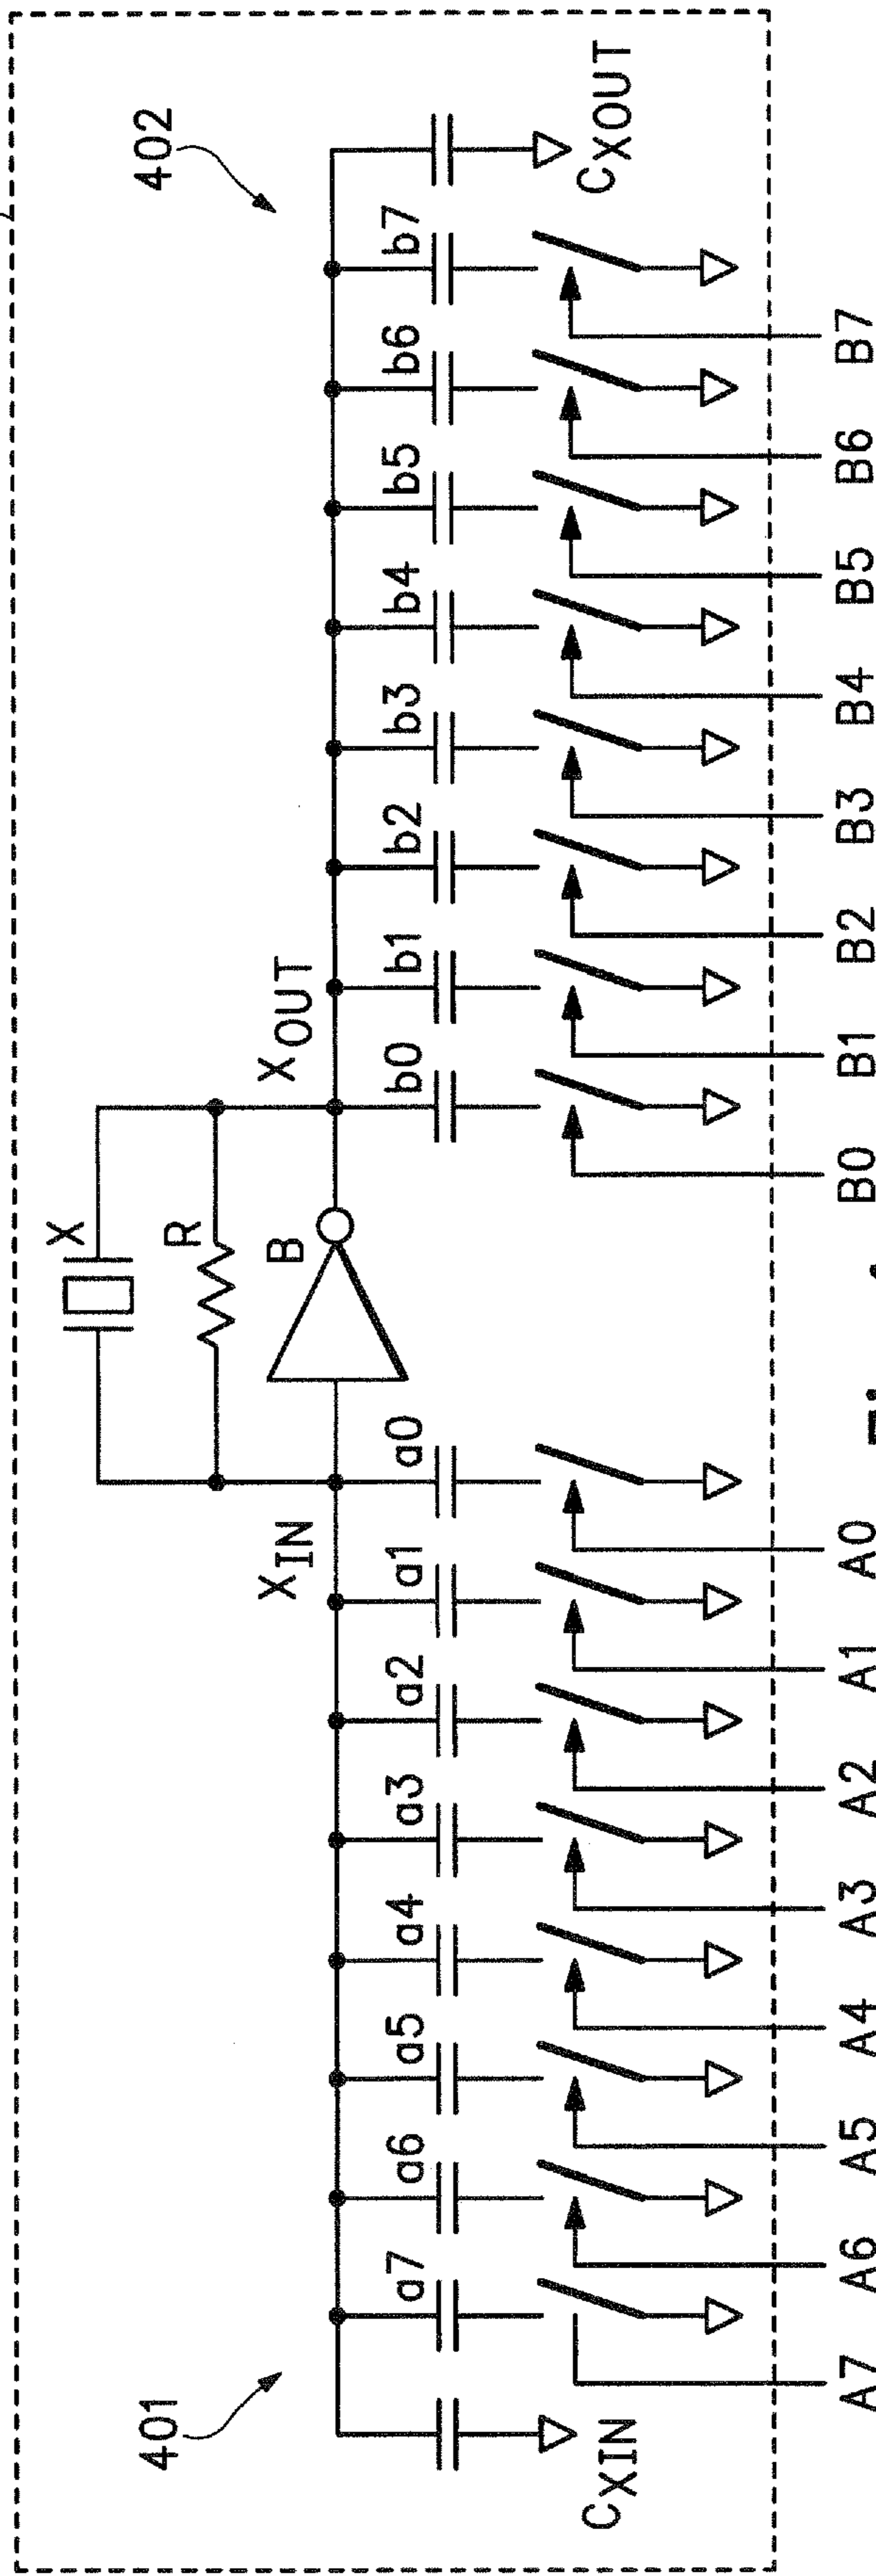 402
X
R
B
X_IN
X_OUT
401
a7 a6 a5 a4 a3 a2 a1 a0 b0 b1 b2 b3 b4 b5 b6 b7
C_XIN
C_XOUT
A7 A6 A5 A4 A3 A2 A1 A0 B0 B1 B2 B3 B4 B5 B6 B7